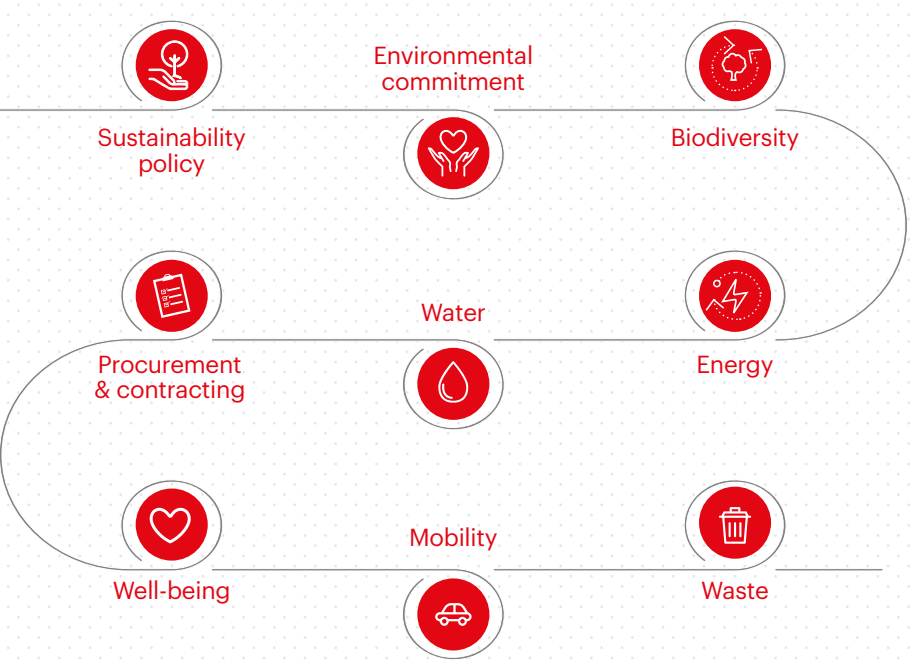 Environmental
commitment
Sustainability
policy
Biodiversity
Water
Procurement
& contracting
Energy
Mobility
Well-being
Waste